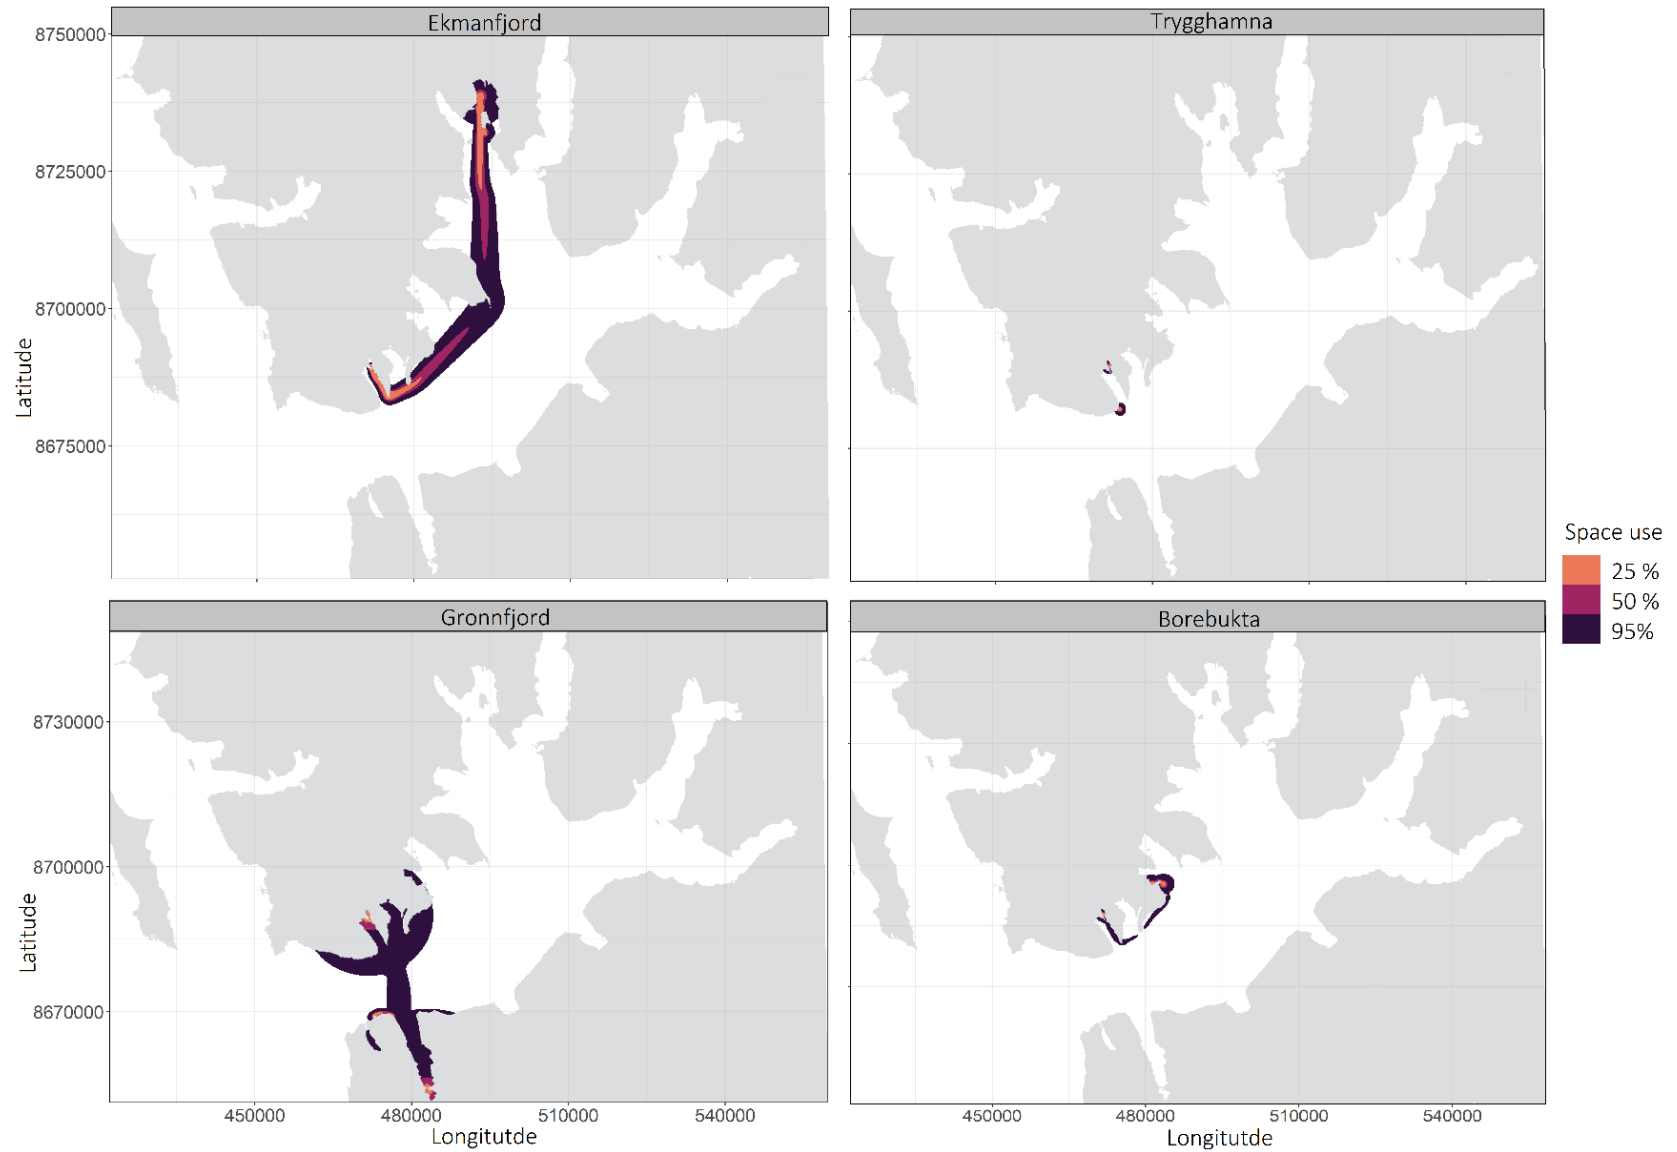 Ekmanfjord
Trygghamna
8750000
8725000
8700000
8675000
Latitude
Space use
25 %
50 %
95%
Gronnfjord
Borebukta
8730000
8700000
8670000
Latitude
450000 480000 510000 540000
Longitutde
450000 480000 510000 540000
Longitutde